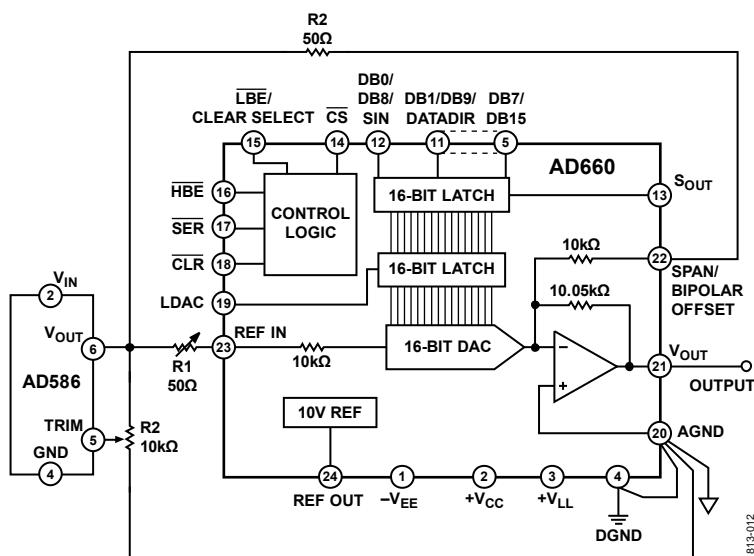 R2
50Ω
LBE/
CLEAR SELECT
CS
DB0/
DB8/
SIN
DB1/DB9/
DATADIR
DB7/
DB15
15
14
12
11
5
AD660
HBE
16
SER
17
CLR
18
LDAC
19
CONTROL
LOGIC
16-BIT LATCH
16-BIT LATCH
13
SOUT
10kΩ
22
SPAN/
BIPOLAR
OFFSET
10.05kΩ
2
VIN
VOUT
6
AD586
TRIM
5
GND
4
R1
50Ω
23
REF IN
10kΩ
16-BIT DAC
–
+
VOUT
21
OUTPUT
R2
10kΩ
10V REF
20
AGND
24
REF OUT
1
–VEE
2
+VCC
3
+VLL
4
DGND
813-012